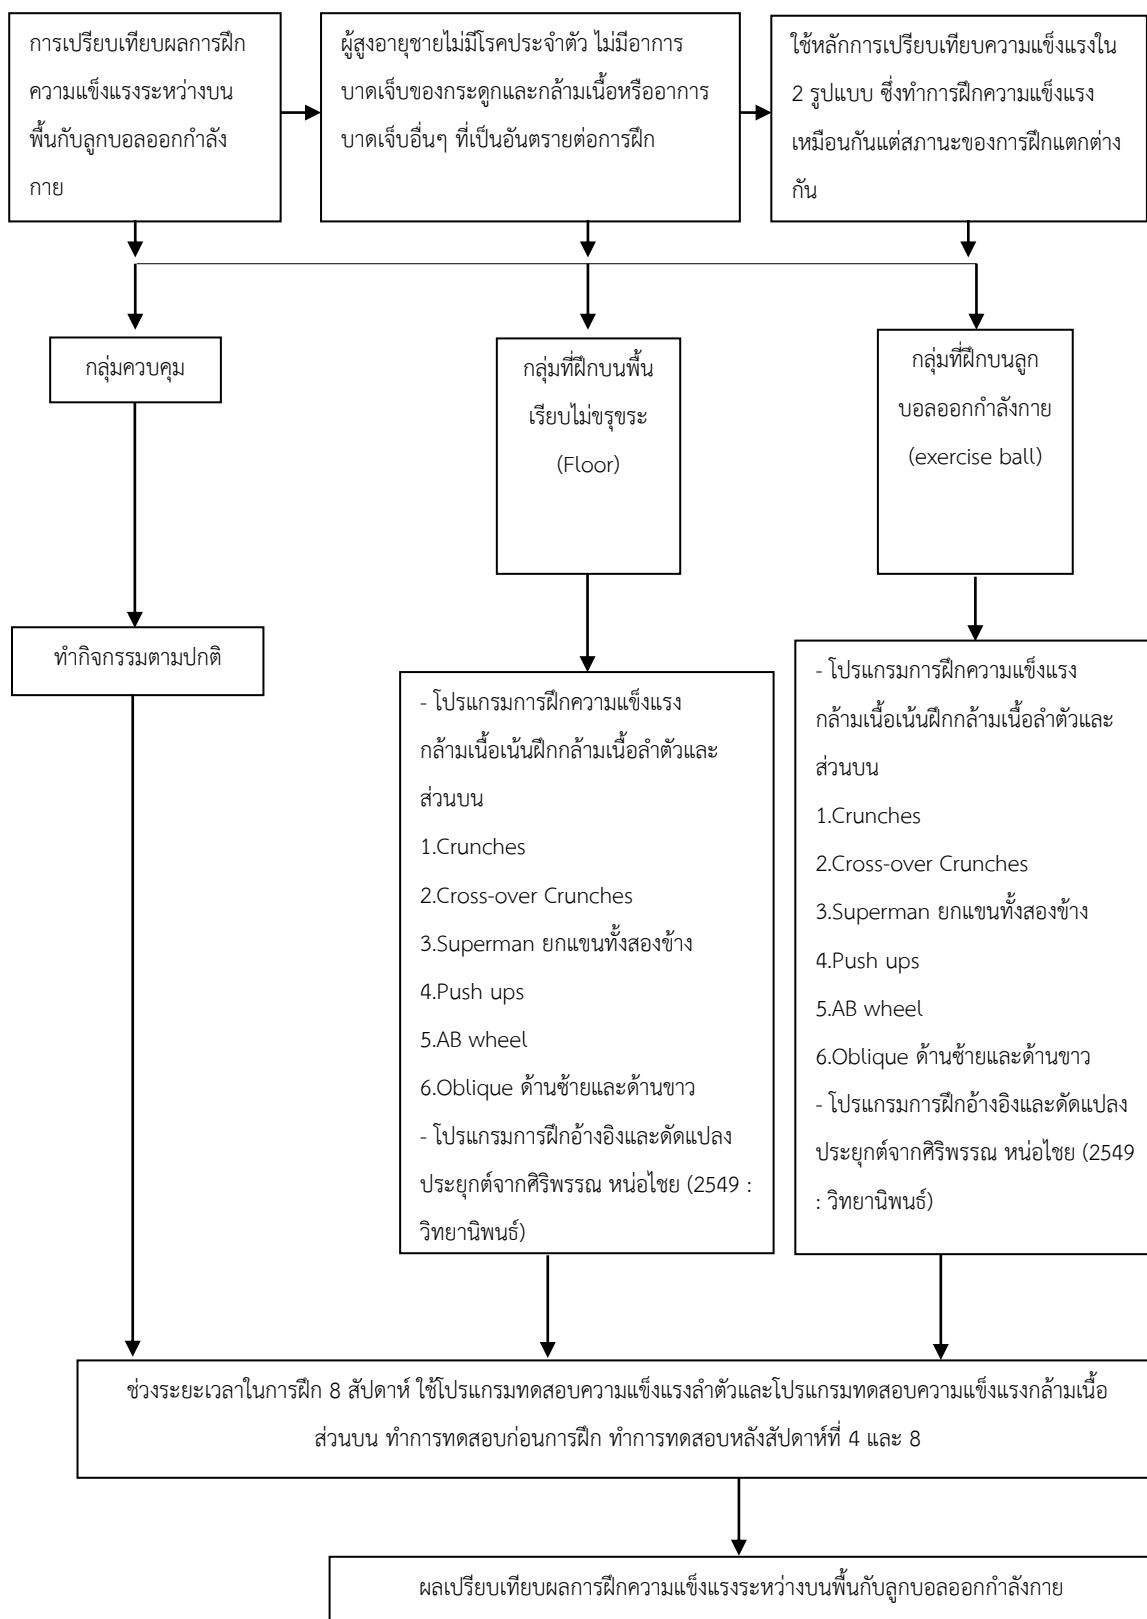 การเปรียบเทียบผลการฝึก
ความแข็งแรงระหว่างบน
พื้นกับลูกบอลออกกำลัง
กาย
ผู้สูงอายุชายไม่มีโรคประจำตัว ไม่มีอาการ
บาดเจ็บของกระดูกและกล้ามเนื้อหรืออาการ
บาดเจ็บอื่นๆ ที่เป็นอันตรายต่อการฝึก
ใช้หลักการเปรียบเทียบความแข็งแรงใน
2 รูปแบบ ซึ่งทำการฝึกความแข็งแรง
เหมือนกันแต่สภานะของการฝึกแตกต่าง
กัน
กลุ่มควบคุม
กลุ่มที่ฝึกบนพื้น
เรียบไม่ขรุขระ
(Floor)
กลุ่มที่ฝึกบนลูก
บอลออกกำลังกาย
(exercise ball)
ทำกิจกรรมตามปกติ
- โปรแกรมการฝึกความแข็งแรง
กล้ามเนื้อเน้นฝึกกล้ามเนื้อลำตัวและ
ส่วนบน
1.Crunches
2.Cross-over Crunches
3.Superman ยกแขนทั้งสองข้าง
4.Push ups
5.AB wheel
6.Oblique ด้านซ้ายและด้านขาว
- โปรแกรมการฝึกอ้างอิงและดัดแปลง
ประยุกต์จากศิริพรรณ หน่อไชย (2549 :
วิทยานิพนธ์)
- โปรแกรมการฝึกความแข็งแรง
กล้ามเนื้อเน้นฝึกกล้ามเนื้อลำตัวและ
ส่วนบน
1.Crunches
2.Cross-over Crunches
3.Superman ยกแขนทั้งสองข้าง
4.Push ups
5.AB wheel
6.Oblique ด้านซ้ายและด้านขาว
- โปรแกรมการฝึกอ้างอิงและดัดแปลง
ประยุกต์จากศิริพรรณ หน่อไชย (2549
: วิทยานิพนธ์)
ช่วงระยะเวลาในการฝึก 8 สัปดาห์ ใช้โปรแกรมทดสอบความแข็งแรงลำตัวและโปรแกรมทดสอบความแข็งแรงกล้ามเนื้อ
ส่วนบน ทำการทดสอบก่อนการฝึก ทำการทดสอบหลังสัปดาห์ที่ 4 และ 8
ผลเปรียบเทียบผลการฝึกความแข็งแรงระหว่างบนพื้นกับลูกบอลออกกำลังกาย